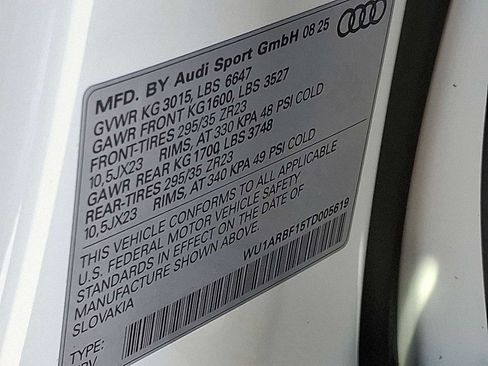 MFD. BY Audi Sport GmbH 08 25
GVWR KG 3015, LBS 6647
GAWR FRONT KG 1600, LBS 3527
FRONT-TIRES 295/35 ZR23
10,5JX23 RIMS, AT 330 KPA 48 PSI COLD
GAWR REAR KG 1700 LBS 3748
REAR-TIRES 295/35 ZR23
10,5JX23 RIMS, AT 340 KPA 49 PSI COLD
THIS VEHICLE CONFORMS TO ALL APPLICABLE
U.S. FEDERAL MOTOR VEHICLE SAFETY
STANDARDS IN EFFECT ON THE DATE OF
MANUFACTURE SHOWN ABOVE.
SLOVAKIA
WU1ARBF15TD005619
TYPE: